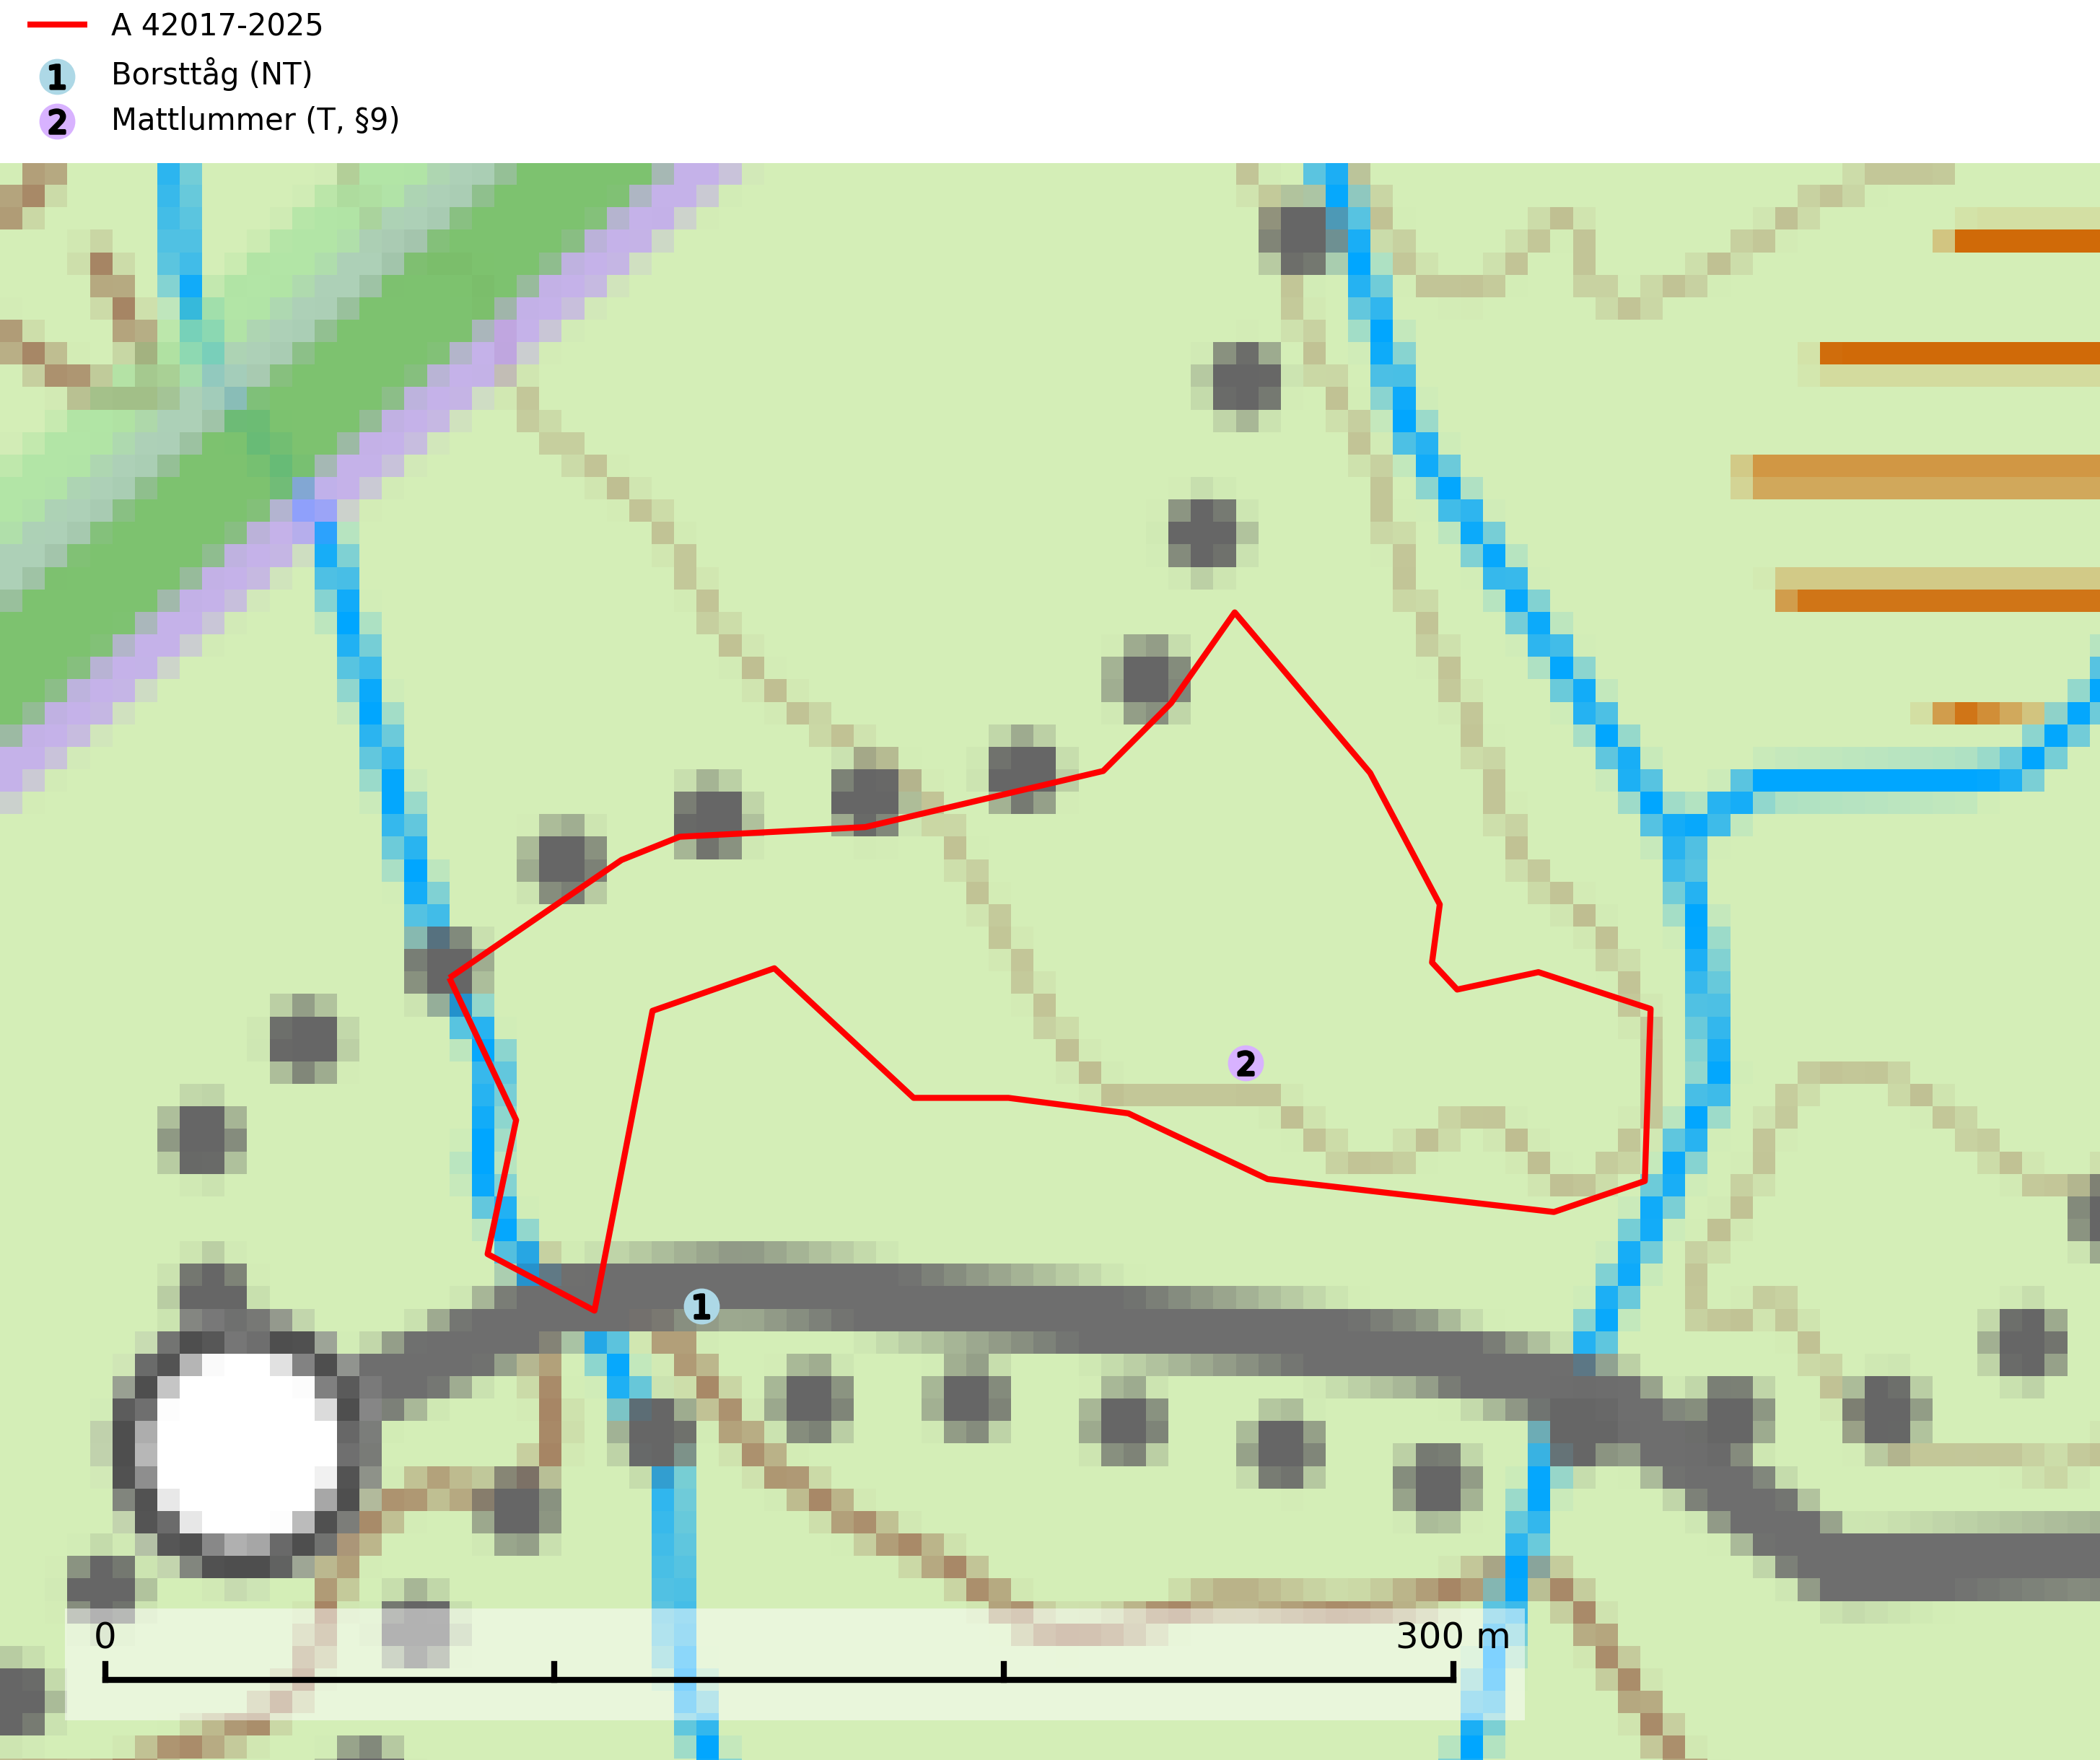 A 42017-2025
1 Borsttåg (NT)
2 Mattlummer (T, §9)
2
1
0 300 m